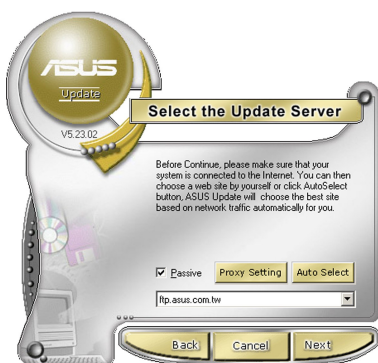 ASUS
Update
V5.23.02
Select the Update Server
Before Continue, please make sure that your
system is connected to the Internet. You can then
choose a web site by yourself or click AutoSelect
button, ASUS Update will choose the best site
based on network traffic automatically for you.
Passive
Proxy Setting
Auto Select
ftp.asus.com.tw
Back
Cancel
Next